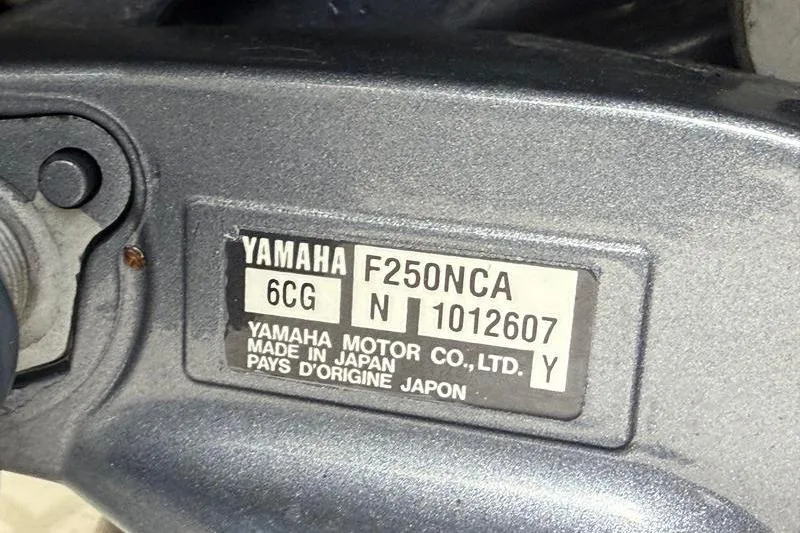 YAMAHA F250NCA
6CG N 1012607
YAMAHA MOTOR CO., LTD. Y
MADE IN JAPAN
PAYS D'ORIGINE JAPON